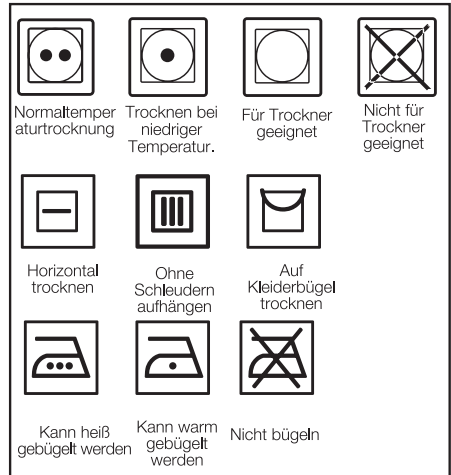 Normaltemper
aturtrocknung
Trocknen bei
niedriger
Temperatur.
Für Trockner
geeignet
Nicht für
Trockner
geeignet
Horizontal
trocknen
Ohne
Schleudern
aufhängen
Auf
Kleiderbügel
trocknen
Kann heiß
gebügelt werden
Kann warm
gebügelt
werden
Nicht bügeln